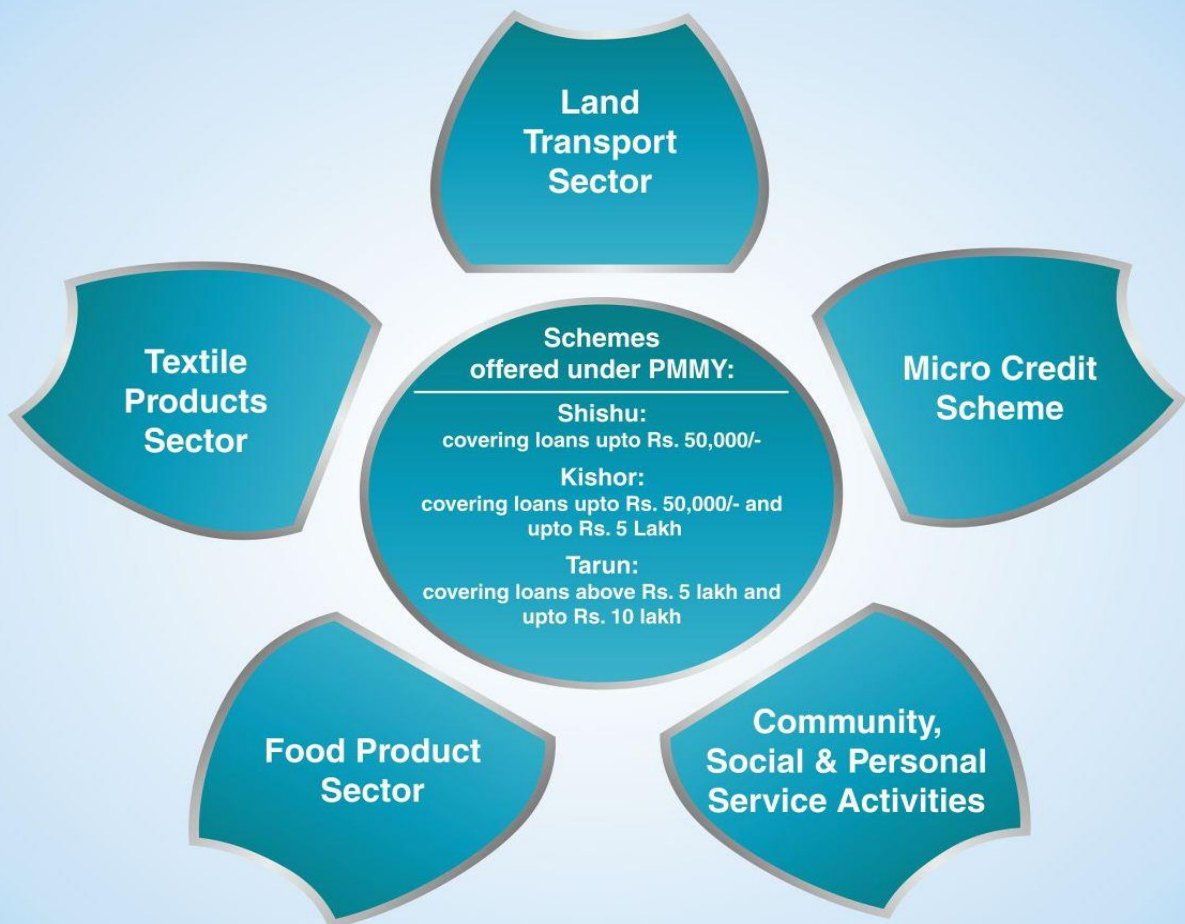 Land
Transport
Sector
Textile
Products
Sector
Schemes
offered under PMMY:
Shishu:
covering loans upto Rs. 50,000/-
Kishor:
covering loans upto Rs. 50,000/- and
upto Rs. 5 Lakh
Tarun:
covering loans above Rs. 5 lakh and
upto Rs. 10 lakh
Micro Credit
Scheme
Food Product
Sector
Community,
Social & Personal
Service Activities